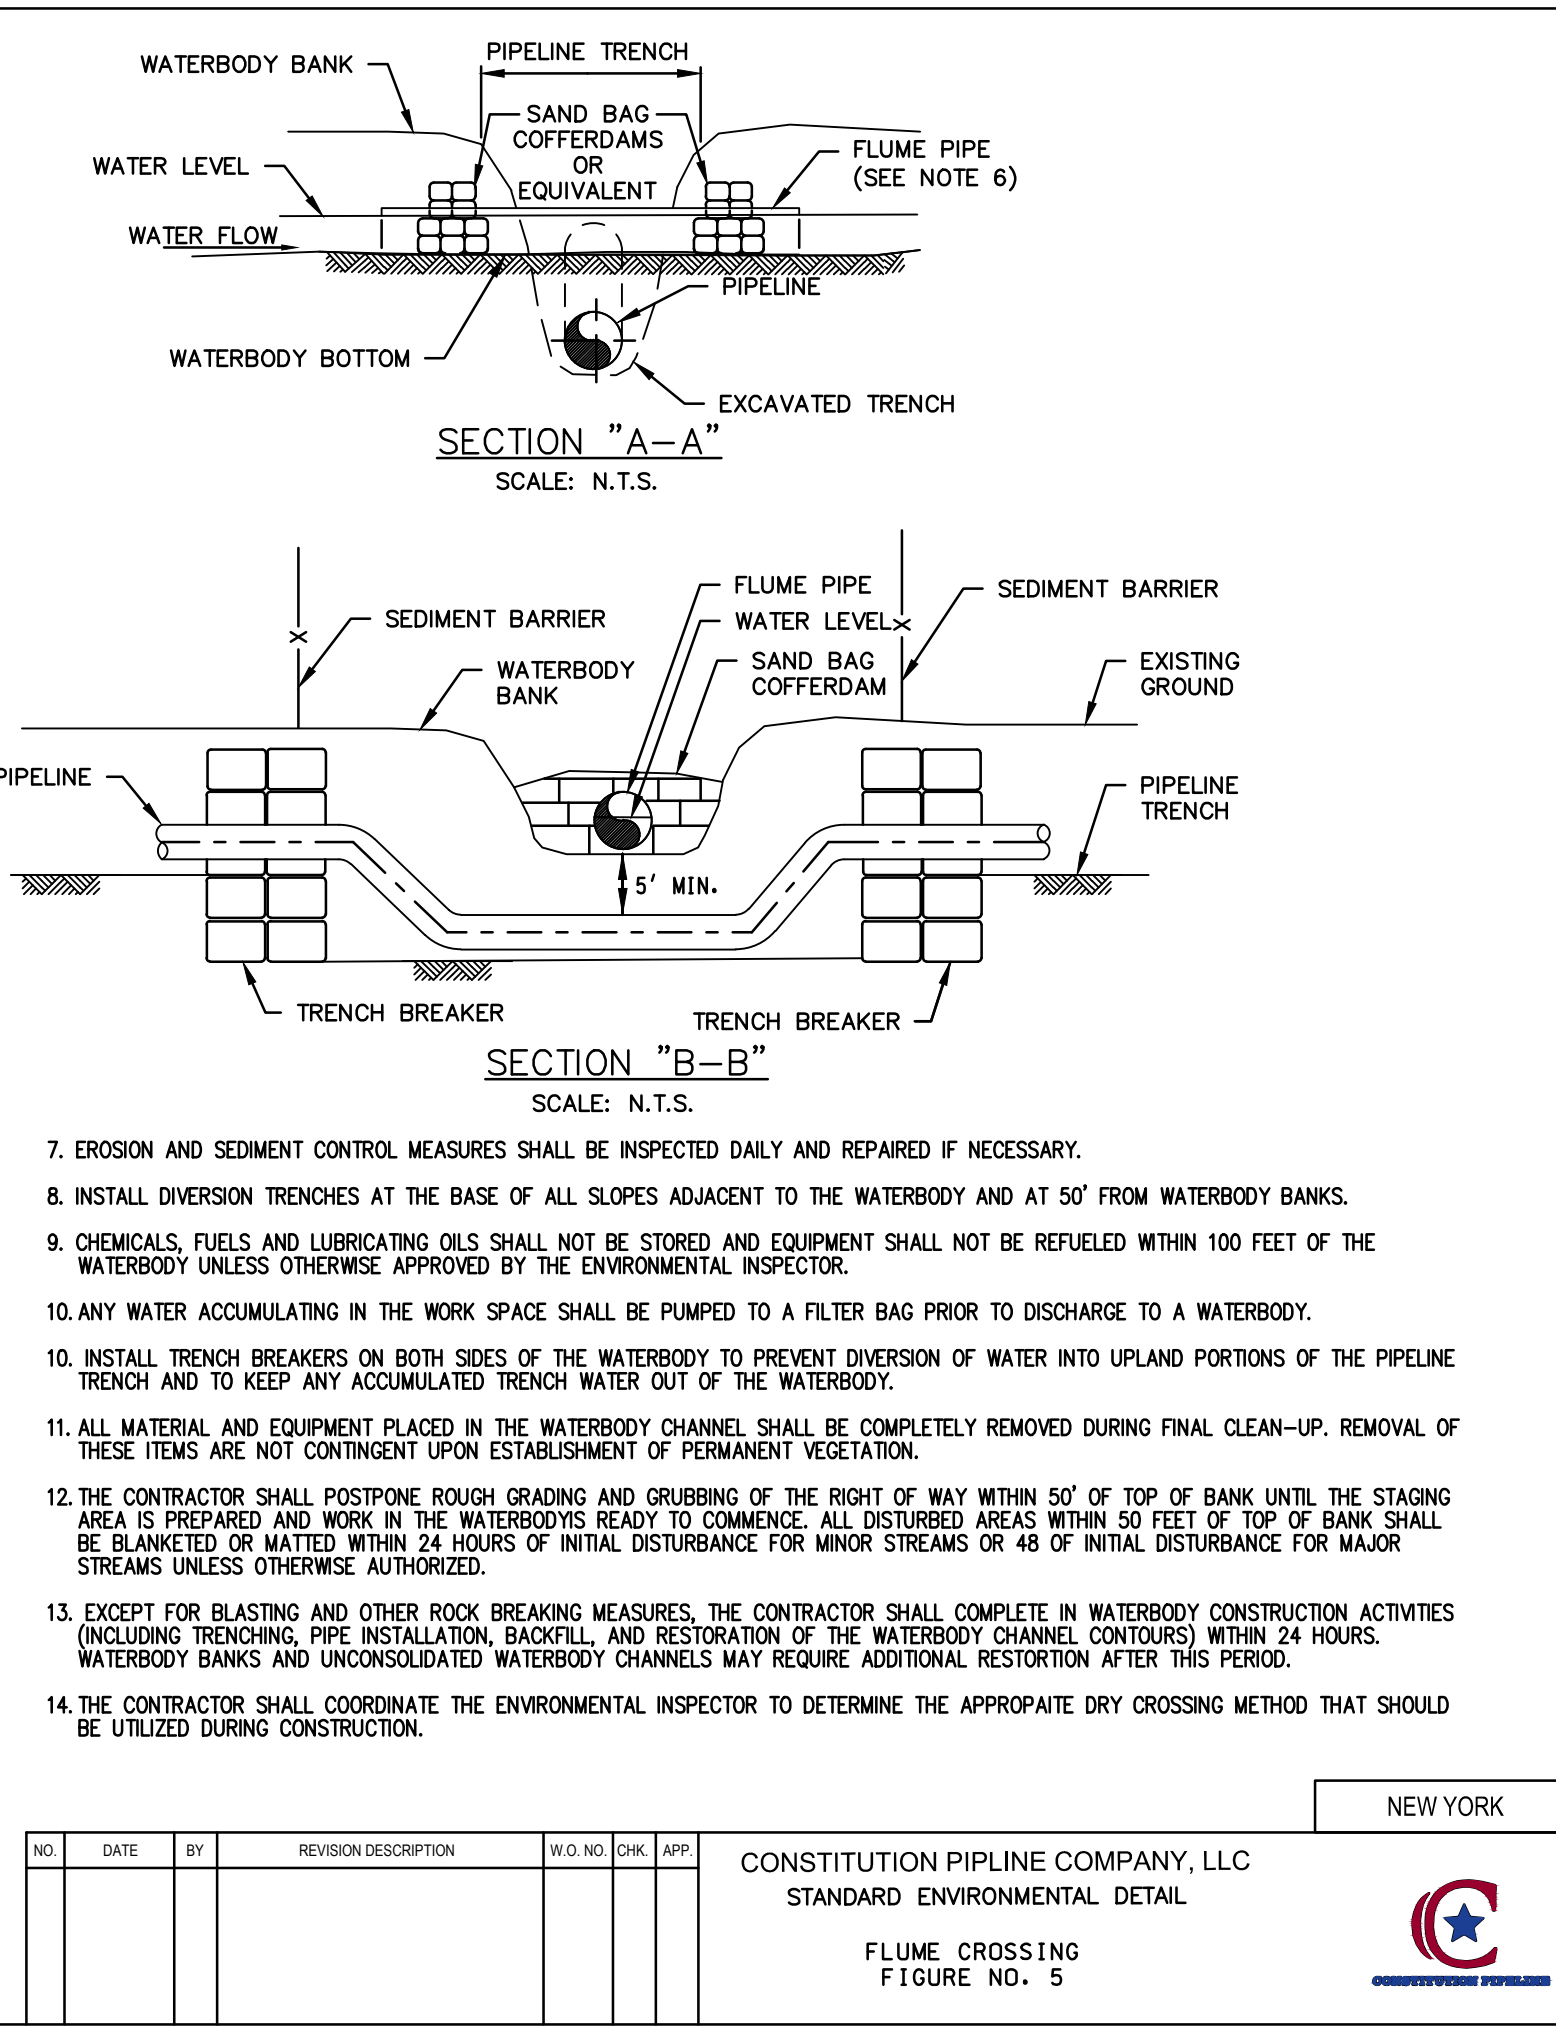 PIPELINE TRENCH
WATERBODY BANK
SAND BAG
COFFERDAMS
OR
EQUIVALENT
WATER LEVEL
FLUME PIPE
(SEE NOTE 6)
WATER FLOW
PIPELINE
WATERBODY BOTTOM
EXCAVATED TRENCH
SECTION "A-A"
SCALE: N.T.S.
FLUME PIPE
SEDIMENT BARRIER
SEDIMENT BARRIER
WATER LEVEL
WATERBODY
BANK
SAND BAG
COFFERDAM
EXISTING
GROUND
PIPELINE
PIPELINE
TRENCH
5' MIN.
TRENCH BREAKER
TRENCH BREAKER
SECTION "B-B"
SCALE: N.T.S.
7. EROSION AND SEDIMENT CONTROL MEASURES SHALL BE INSPECTED DAILY AND REPAIRED IF NECESSARY.
8. INSTALL DIVERSION TRENCHES AT THE BASE OF ALL SLOPES ADJACENT TO THE WATERBODY AND AT 50' FROM WATERBODY BANKS.
9. CHEMICALS, FUELS AND LUBRICATING OILS SHALL NOT BE STORED AND EQUIPMENT SHALL NOT BE REFUELED WITHIN 100 FEET OF THE
WATERBODY UNLESS OTHERWISE APPROVED BY THE ENVIRONMENTAL INSPECTOR.
10. ANY WATER ACCUMULATING IN THE WORK SPACE SHALL BE PUMPED TO A FILTER BAG PRIOR TO DISCHARGE TO A WATERBODY.
10. INSTALL TRENCH BREAKERS ON BOTH SIDES OF THE WATERBODY TO PREVENT DIVERSION OF WATER INTO UPLAND PORTIONS OF THE PIPELINE
TRENCH AND TO KEEP ANY ACCUMULATED TRENCH WATER OUT OF THE WATERBODY.
11. ALL MATERIAL AND EQUIPMENT PLACED IN THE WATERBODY CHANNEL SHALL BE COMPLETELY REMOVED DURING FINAL CLEAN-UP. REMOVAL OF
THESE ITEMS ARE NOT CONTINGENT UPON ESTABLISHMENT OF PERMANENT VEGETATION.
12. THE CONTRACTOR SHALL POSTPONE ROUGH GRADING AND GRUBBING OF THE RIGHT OF WAY WITHIN 50' OF TOP OF BANK UNTIL THE STAGING
AREA IS PREPARED AND WORK IN THE WATERBODYIS READY TO COMMENCE. ALL DISTURBED AREAS WITHIN 50 FEET OF TOP OF BANK SHALL
BE BLANKETED OR MATTED WITHIN 24 HOURS OF INITIAL DISTURBANCE FOR MINOR STREAMS OR 48 OF INITIAL DISTURBANCE FOR MAJOR
STREAMS UNLESS OTHERWISE AUTHORIZED.
13. EXCEPT FOR BLASTING AND OTHER ROCK BREAKING MEASURES, THE CONTRACTOR SHALL COMPLETE IN WATERBODY CONSTRUCTION ACTIVITIES
(INCLUDING TRENCHING, PIPE INSTALLATION, BACKFILL, AND RESTORATION OF THE WATERBODY CHANNEL CONTOURS) WITHIN 24 HOURS.
WATERBODY BANKS AND UNCONSOLIDATED WATERBODY CHANNELS MAY REQUIRE ADDITIONAL RESTORTION AFTER THIS PERIOD.
14. THE CONTRACTOR SHALL COORDINATE THE ENVIRONMENTAL INSPECTOR TO DETERMINE THE APPROPAITE DRY CROSSING METHOD THAT SHOULD
BE UTILIZED DURING CONSTRUCTION.
NEW YORK
NO. DATE BY REVISION DESCRIPTION W.O. NO. CHK. APP.
CONSTITUTION PIPLINE COMPANY, LLC
STANDARD ENVIRONMENTAL DETAIL
FLUME CROSSING
FIGURE NO. 5
CONSTITUTION PIPELINE